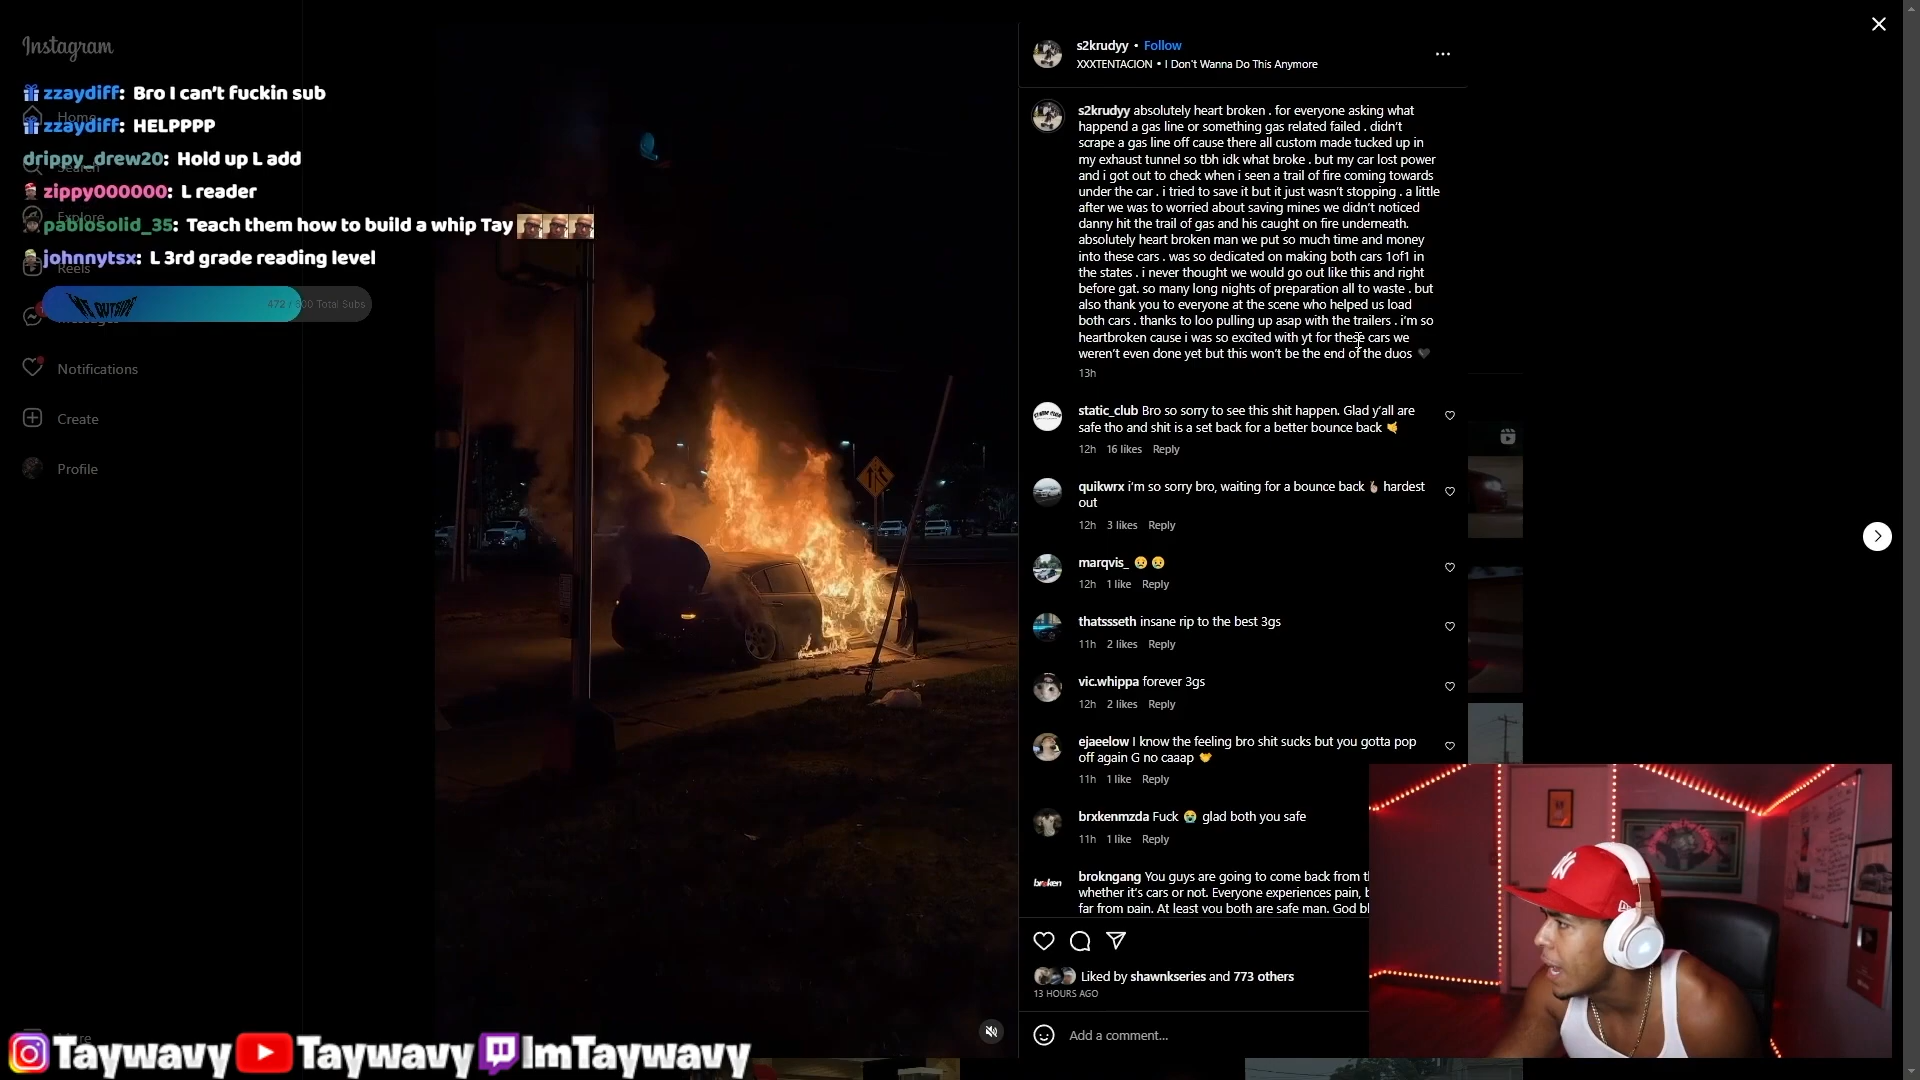 Instagram
zzaydiff: Bro I can’t fuckin sub
Home
zzaydiff: HELPPPP
drippy_drew20: Hold up L add
Search
zippy000000: L reader
Explore
pablosolid_35: Teach them how to build a whip Tay
johnnytsx: L 3rd grade reading level
Reels
WE OUTSIDE
472 / 500 Total Subs
Messages
Notifications
Create
Profile
s2krudyy • Follow
XXXTENTACION • I Don't Wanna Do This Anymore
s2krudyy absolutely heart broken . for everyone asking what
happend a gas line or something gas related failed . didn’t
scrape a gas line off cause there all custom made tucked up in
my exhaust tunnel so tbh idk what broke . but my car lost power
and i got out to check when i seen a trail of fire coming towards
under the car . i tried to save it but it just wasn’t stopping . a little
after we was to worried about saving mines we didn’t noticed
danny hit the trail of gas and his caught on fire underneath.
absolutely heart broken man we put so much time and money
into these cars . was so dedicated on making both cars 1of1 in
the states . i never thought we would go out like this and right
before gat. so many long nights of preparation all to waste . but
also thank you to everyone at the scene who helped us load
both cars . thanks to loo pulling up asap with the trailers . i’m so
heartbroken cause i was so excited with yt for these cars we
weren’t even done yet but this won’t be the end of the duos 🖤
13h
static_club Bro so sorry to see this shit happen. Glad y’all are
safe tho and shit is a set back for a better bounce back 🤙
12h 16 likes Reply
quikwrx i’m so sorry bro, waiting for a bounce back 🫰 hardest
out
12h 3 likes Reply
marqvis_ 😢 😢
12h 1 like Reply
thatssseth insane rip to the best 3gs
11h 2 likes Reply
vic.whippa forever 3gs
12h 2 likes Reply
ejaeelow I know the feeling bro shit sucks but you gotta pop
off again G no caaap
11h 1 like Reply
brxkenmzda Fuck 😭 glad both you safe
11h 1 like Reply
broken
brokngang You guys are going to come back from
whether it’s cars or not. Everyone experiences pain,
far from pain. At least you both are safe man. God
Liked by shawnkseries and 773 others
13 HOURS AGO
Add a comment...
Taywavy Taywavy ImTaywavy